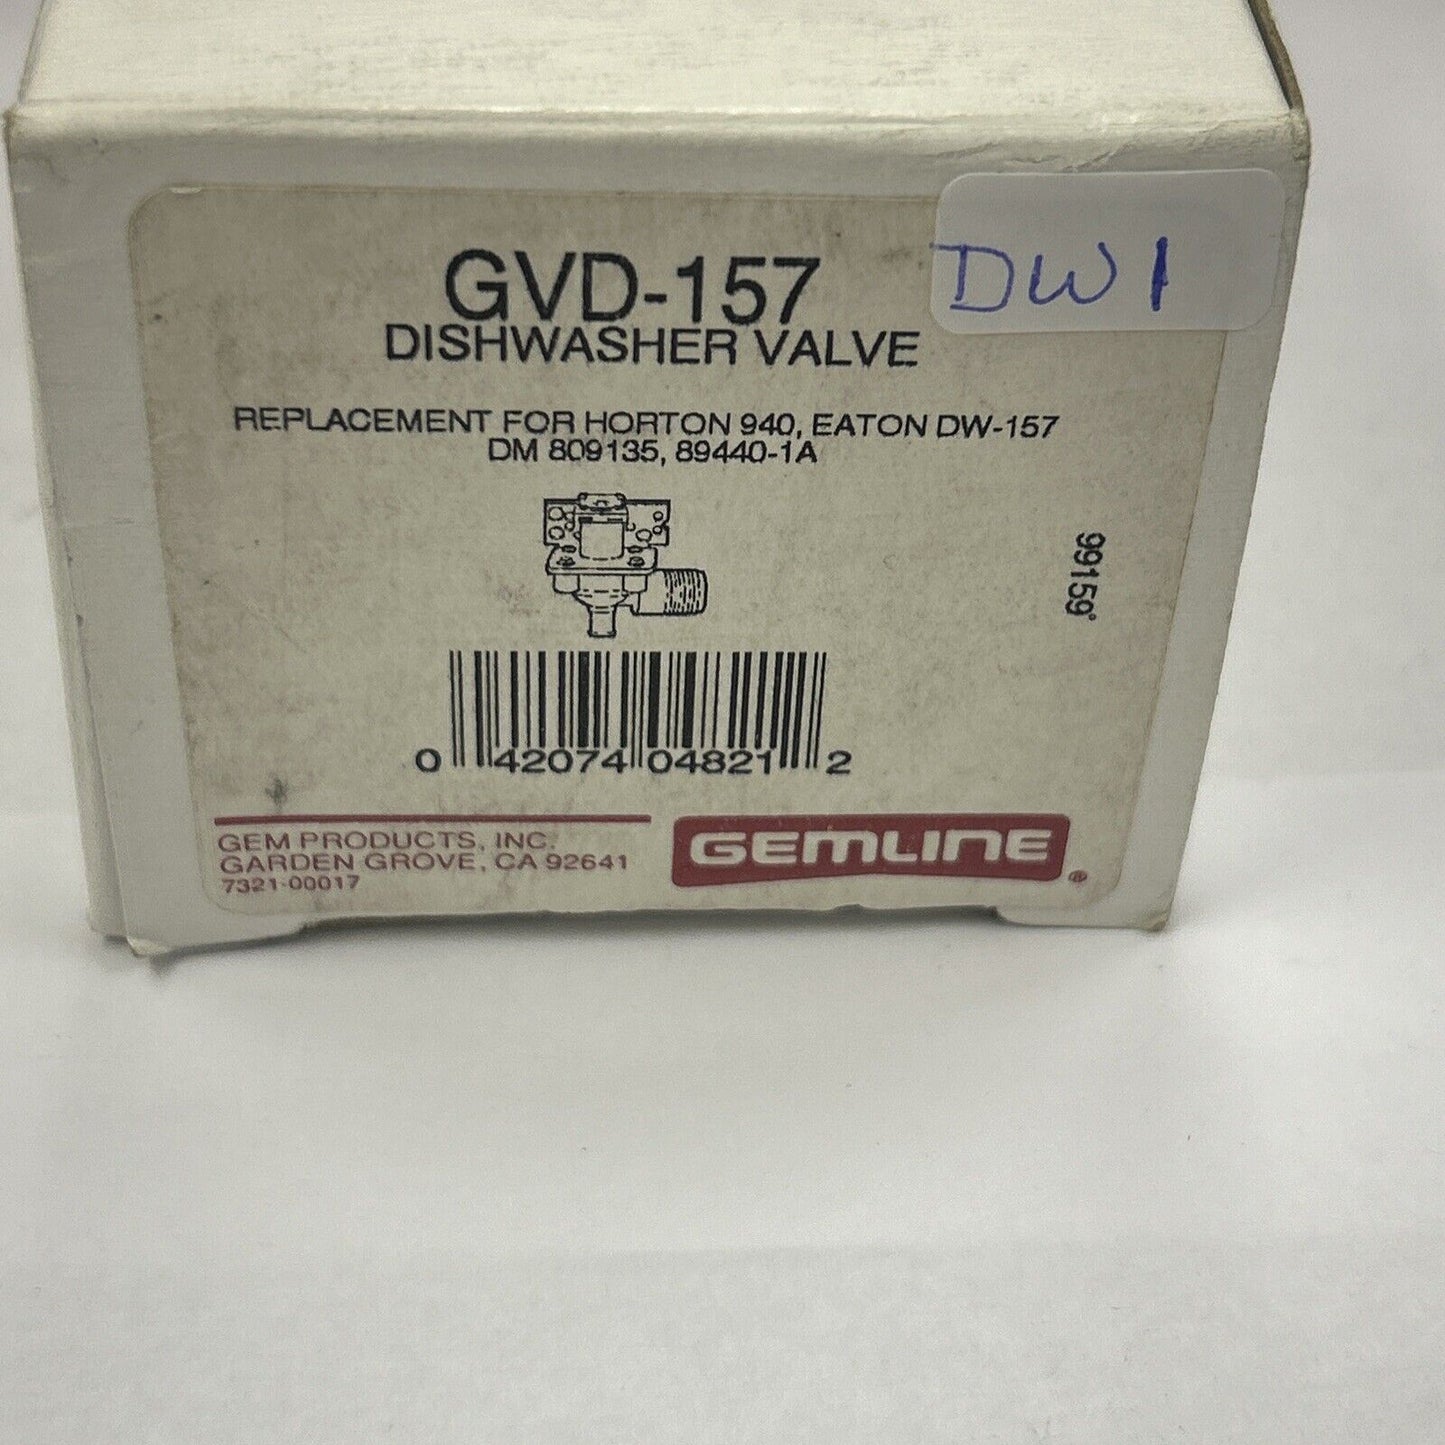 GVD-157
DW1
DISHWASHER VALVE
REPLACEMENT FOR HORTON 940, EATON DW-157
DM 809135, 89440-1A
99159
0 42074 04821 2
GEM PRODUCTS, INC.
GARDEN GROVE, CA 92641
7321-00017
GEMLINE®